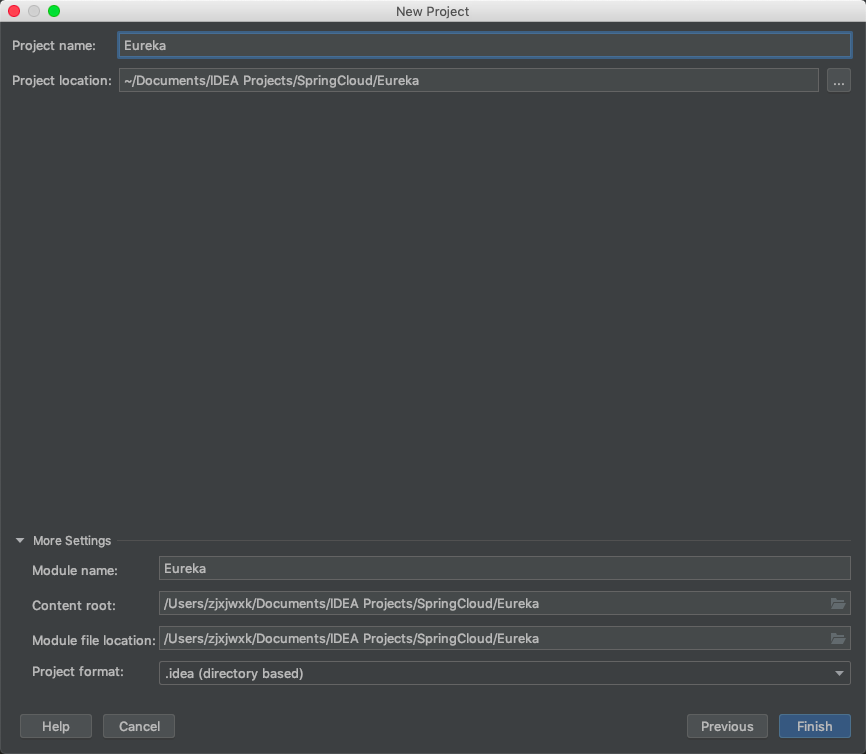 New Project
Project name: Eureka
Project location: ~/Documents/IDEA Projects/SpringCloud/Eureka ...
More Settings
Module name: Eureka
Content root: /Users/zjxjwxk/Documents/IDEA Projects/SpringCloud/Eureka
Module file location: /Users/zjxjwxk/Documents/IDEA Projects/SpringCloud/Eureka
Project format: .idea (directory based)
Help Cancel Previous Finish